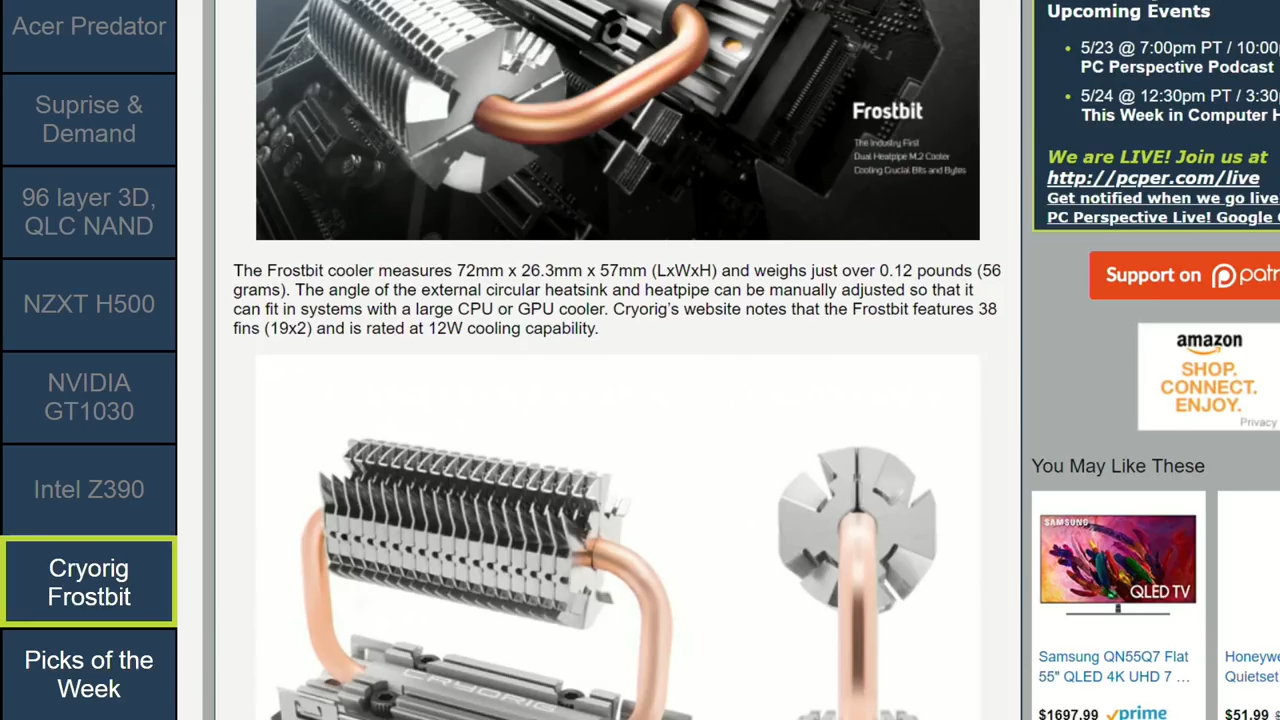 Acer Predator
Suprise &
Demand
96 layer 3D,
QLC NAND
NZXT H500
NVIDIA
GT1030
Intel Z390
Cryorig
Frostbit
Picks of the
Week
M.2
Frostbit
The Industry First
Dual Heatpipe M.2 Cooler
Cooling Crucial Bits and Bytes
The Frostbit cooler measures 72mm x 26.3mm x 57mm (LxWxH) and weighs just over 0.12 pounds (56
grams). The angle of the external circular heatsink and heatpipe can be manually adjusted so that it
can fit in systems with a large CPU or GPU cooler. Cryorig’s website notes that the Frostbit features 38
fins (19x2) and is rated at 12W cooling capability.
CRYORIG
Upcoming Events
5/23 @ 7:00pm PT / 10:00
PC Perspective Podcast
5/24 @ 12:30pm PT / 3:30
This Week in Computer H
We are LIVE! Join us at
http://pcper.com/live
Get notified when we go live
PC Perspective Live! Google C
Support on patr
amazon
SHOP.
CONNECT.
ENJOY.
Privacy
You May Like These
SAMSUNG
QLED TV
Samsung QN55Q7 Flat
55" QLED 4K UHD 7 ...
$1697.99 prime
Honeywe
Quietset
$51.99